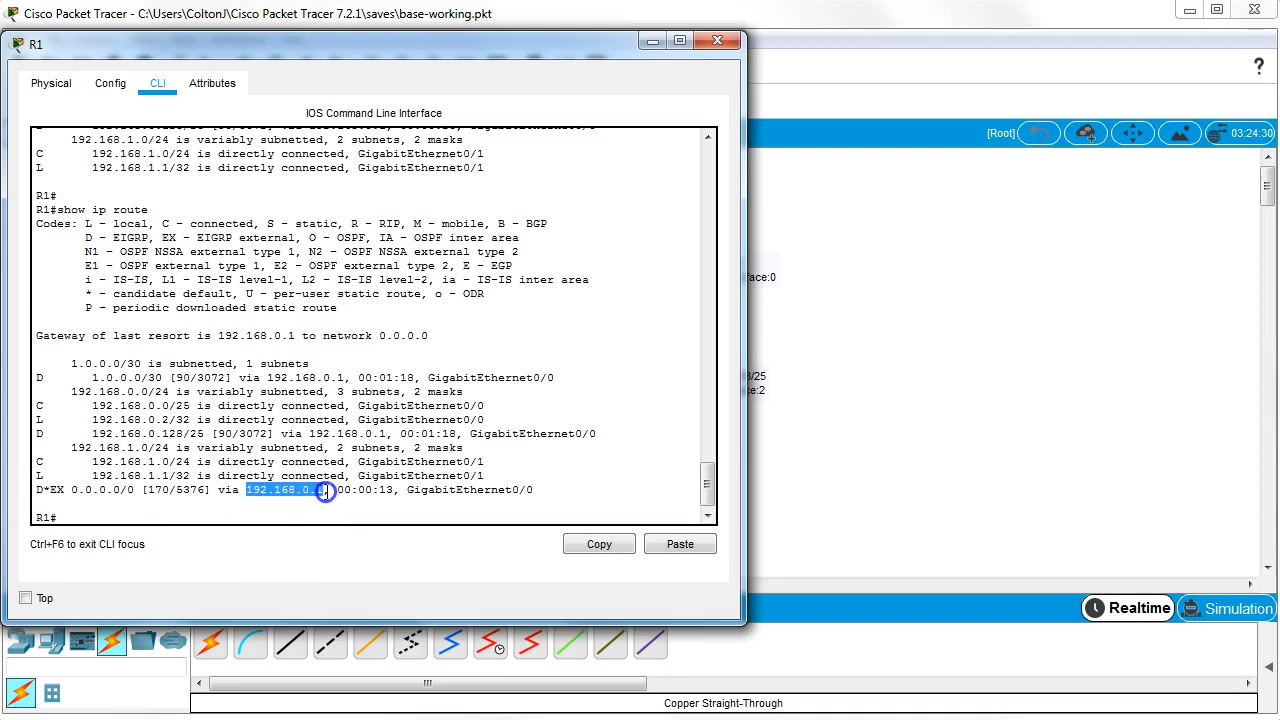 Cisco Packet Tracer - C:\Users\ColtonJ\Cisco Packet Tracer 7.2.1\saves\base-working.pkt
R1
Physical Config CLI Attributes
IOS Command Line Interface
192.168.1.0/24 is variably subnetted, 2 subnets, 2 masks
C 192.168.1.0/24 is directly connected, GigabitEthernet0/1
L 192.168.1.1/32 is directly connected, GigabitEthernet0/1
R1#
R1#show ip route
Codes: L - local, C - connected, S - static, R - RIP, M - mobile, B - BGP
D - EIGRP, EX - EIGRP external, O - OSPF, IA - OSPF inter area
N1 - OSPF NSSA external type 1, N2 - OSPF NSSA external type 2
E1 - OSPF external type 1, E2 - OSPF external type 2, E - EGP
i - IS-IS, L1 - IS-IS level-1, L2 - IS-IS level-2, ia - IS-IS inter area
* - candidate default, U - per-user static route, o - ODR
P - periodic downloaded static route
Gateway of last resort is 192.168.0.1 to network 0.0.0.0
1.0.0.0/30 is subnetted, 1 subnets
D 1.0.0.0/30 [90/3072] via 192.168.0.1, 00:01:18, GigabitEthernet0/0
192.168.0.0/24 is variably subnetted, 3 subnets, 2 masks
C 192.168.0.0/25 is directly connected, GigabitEthernet0/0
L 192.168.0.2/32 is directly connected, GigabitEthernet0/0
D 192.168.0.128/25 [90/3072] via 192.168.0.1, 00:01:18, GigabitEthernet0/0
192.168.1.0/24 is variably subnetted, 2 subnets, 2 masks
C 192.168.1.0/24 is directly connected, GigabitEthernet0/1
L 192.168.1.1/32 is directly connected, GigabitEthernet0/1
D*EX 0.0.0.0/0 [170/5376] via 192.168.0.1, 00:00:13, GigabitEthernet0/0
R1#
Ctrl+F6 to exit CLI focus
Copy
Paste
Top
?
[Root]
03:24:30
ace:0
/25
ce:2
Realtime
Simulation
Copper Straight-Through